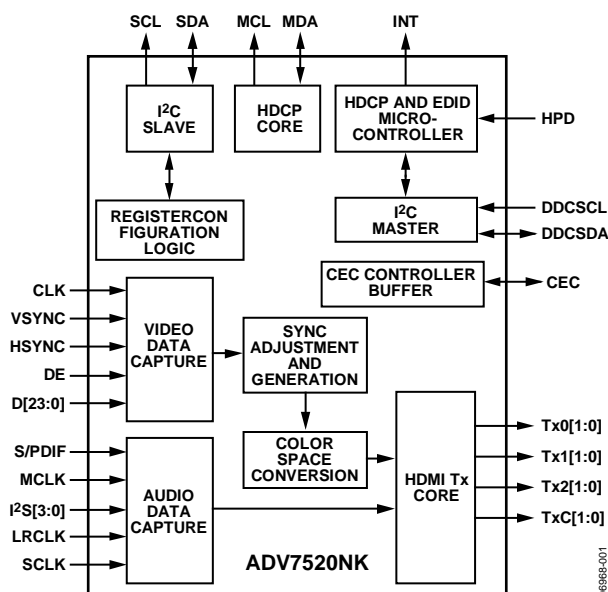 SCL SDA MCL MDA INT
I2C
SLAVE
HDCP
CORE
HDCP AND EDID
MICRO-
CONTROLLER
HPD
REGISTERCON
FIGURATION
LOGIC
I2C
MASTER
DDCSCL
DDCSDA
CEC CONTROLLER
BUFFER
CEC
CLK
VSYNC
HSYNC
DE
D[23:0]
VIDEO
DATA
CAPTURE
SYNC
ADJUSTMENT
AND
GENERATION
COLOR
SPACE
CONVERSION
HDMI Tx
CORE
Tx0[1:0]
Tx1[1:0]
Tx2[1:0]
TxC[1:0]
S/PDIF
MCLK
I2S[3:0]
LRCLK
SCLK
AUDIO
DATA
CAPTURE
ADV7520NK
06968-001